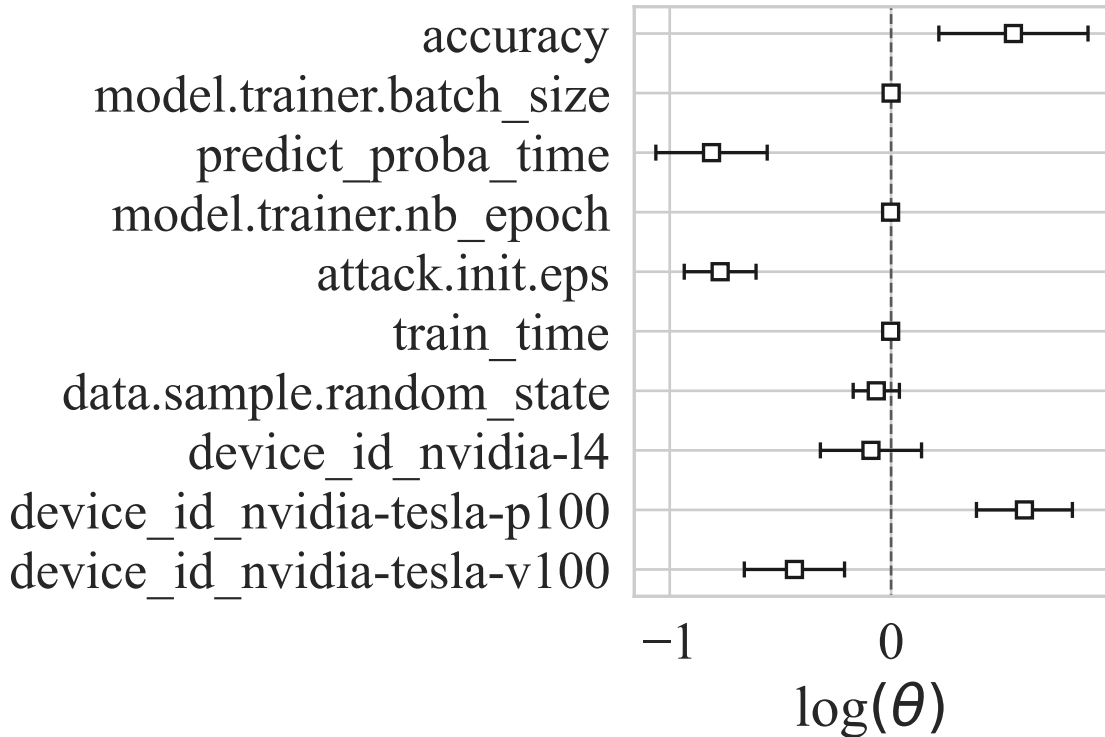 accuracy
model.trainer.batch_size
predict_proba_time
model.trainer.nb_epoch
attack.init.eps
train_time
data.sample.random_state
device_id_nvidia-l4
device_id_nvidia-tesla-p100
device_id_nvidia-tesla-v100
−1 0
log(θ)